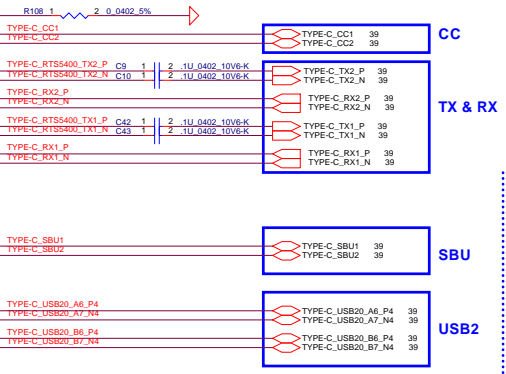 R108 1 2 0_0402_5%
TYPE-C_CC1 TYPE-C_CC1 39
TYPE-C_CC2 TYPE-C_CC2 39
CC
TYPE-C_RTS5400_TX2_P C9 1 2 .1U_0402_10V6-K TYPE-C_TX2_P 39
TYPE-C_RTS5400_TX2_N C10 1 2 .1U_0402_10V6-K TYPE-C_TX2_N 39
TYPE-C_RX2_P TYPE-C_RX2_P 39
TYPE-C_RX2_N TYPE-C_RX2_N 39
TX & RX
TYPE-C_RTS5400_TX1_P C42 1 2 .1U_0402_10V6-K TYPE-C_TX1_P 39
TYPE-C_RTS5400_TX1_N C43 1 2 .1U_0402_10V6-K TYPE-C_TX1_N 39
TYPE-C_RX1_P TYPE-C_RX1_P 39
TYPE-C_RX1_N TYPE-C_RX1_N 39
TYPE-C_SBU1 TYPE-C_SBU1 39
TYPE-C_SBU2 TYPE-C_SBU2 39
SBU
TYPE-C_USB20_A6_P4 TYPE-C_USB20_A6_P4 39
TYPE-C_USB20_A7_N4 TYPE-C_USB20_A7_N4 39
USB2
TYPE-C_USB20_B6_P4 TYPE-C_USB20_B6_P4 39
TYPE-C_USB20_B7_N4 TYPE-C_USB20_B7_N4 39